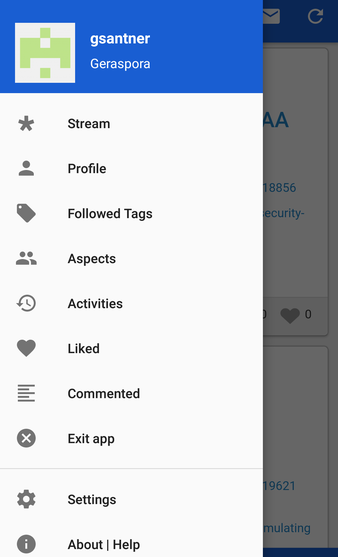 gsantner
Geraspora
Stream
Profile
Followed Tags
Aspects
Activities
Liked
Commented
Exit app
Settings
About | Help
AA
18856
security-
0
0
19621
mulating